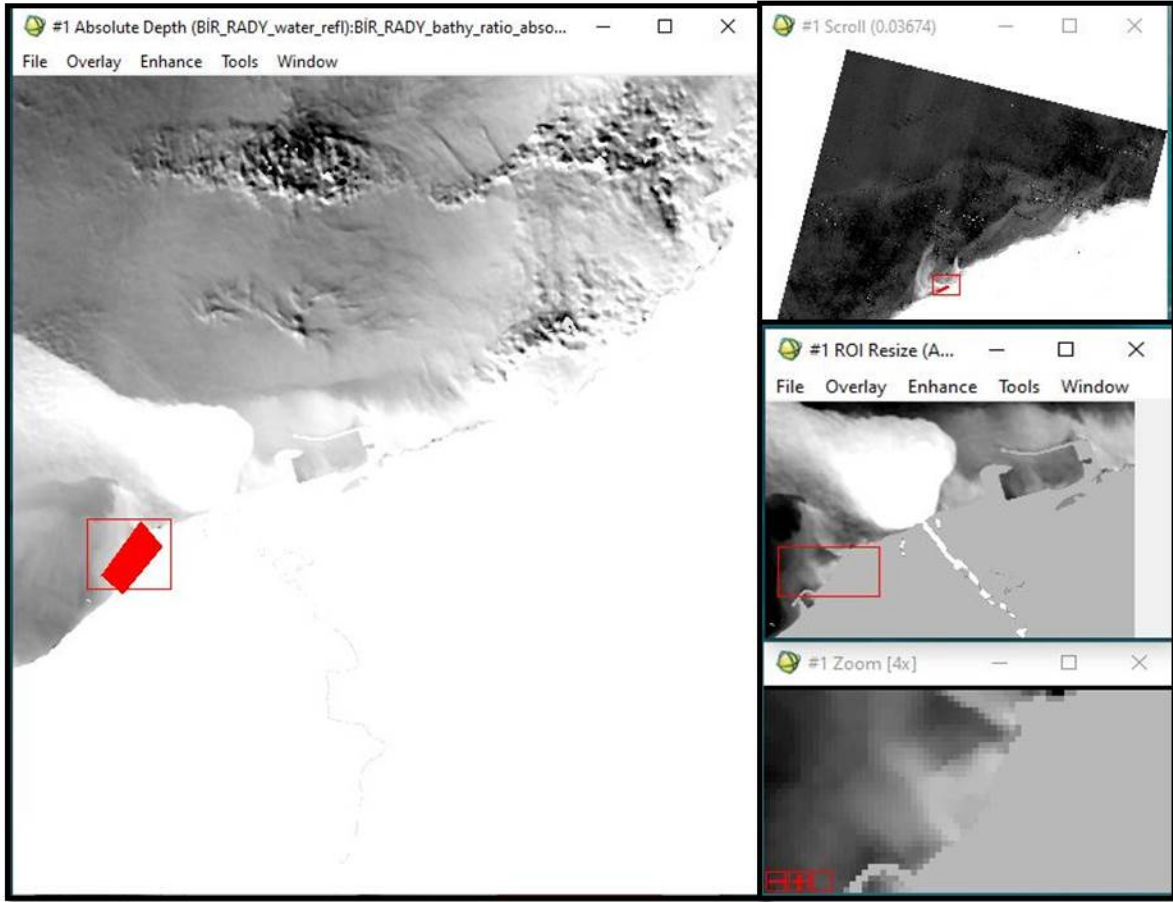 #1 Absolute Depth (BİR_RADY_water_refl):BİR_RADY_bathy_ratio_abso...
File Overlay Enhance Tools Window
#1 Scroll (0.03674)
#1 ROI Resize (A...
File Overlay Enhance Tools Window
#1 Zoom [4x]